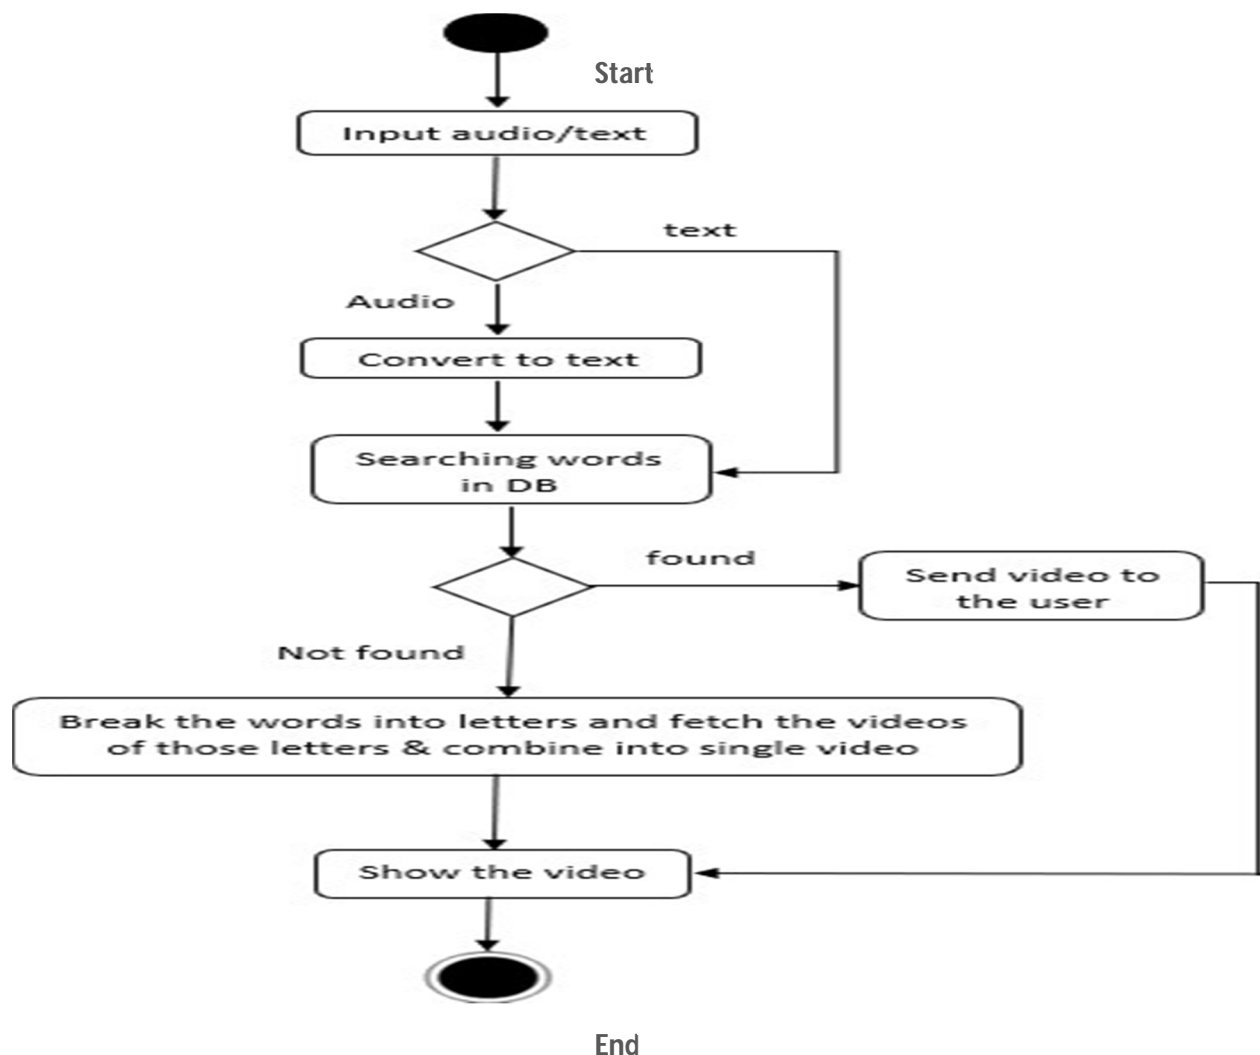 Start
Input audio/text
text
Audio
Convert to text
Searching words
in DB
found
Send video to
the user
Not found
Break the words into letters and fetch the videos
of those letters & combine into single video
Show the video
End